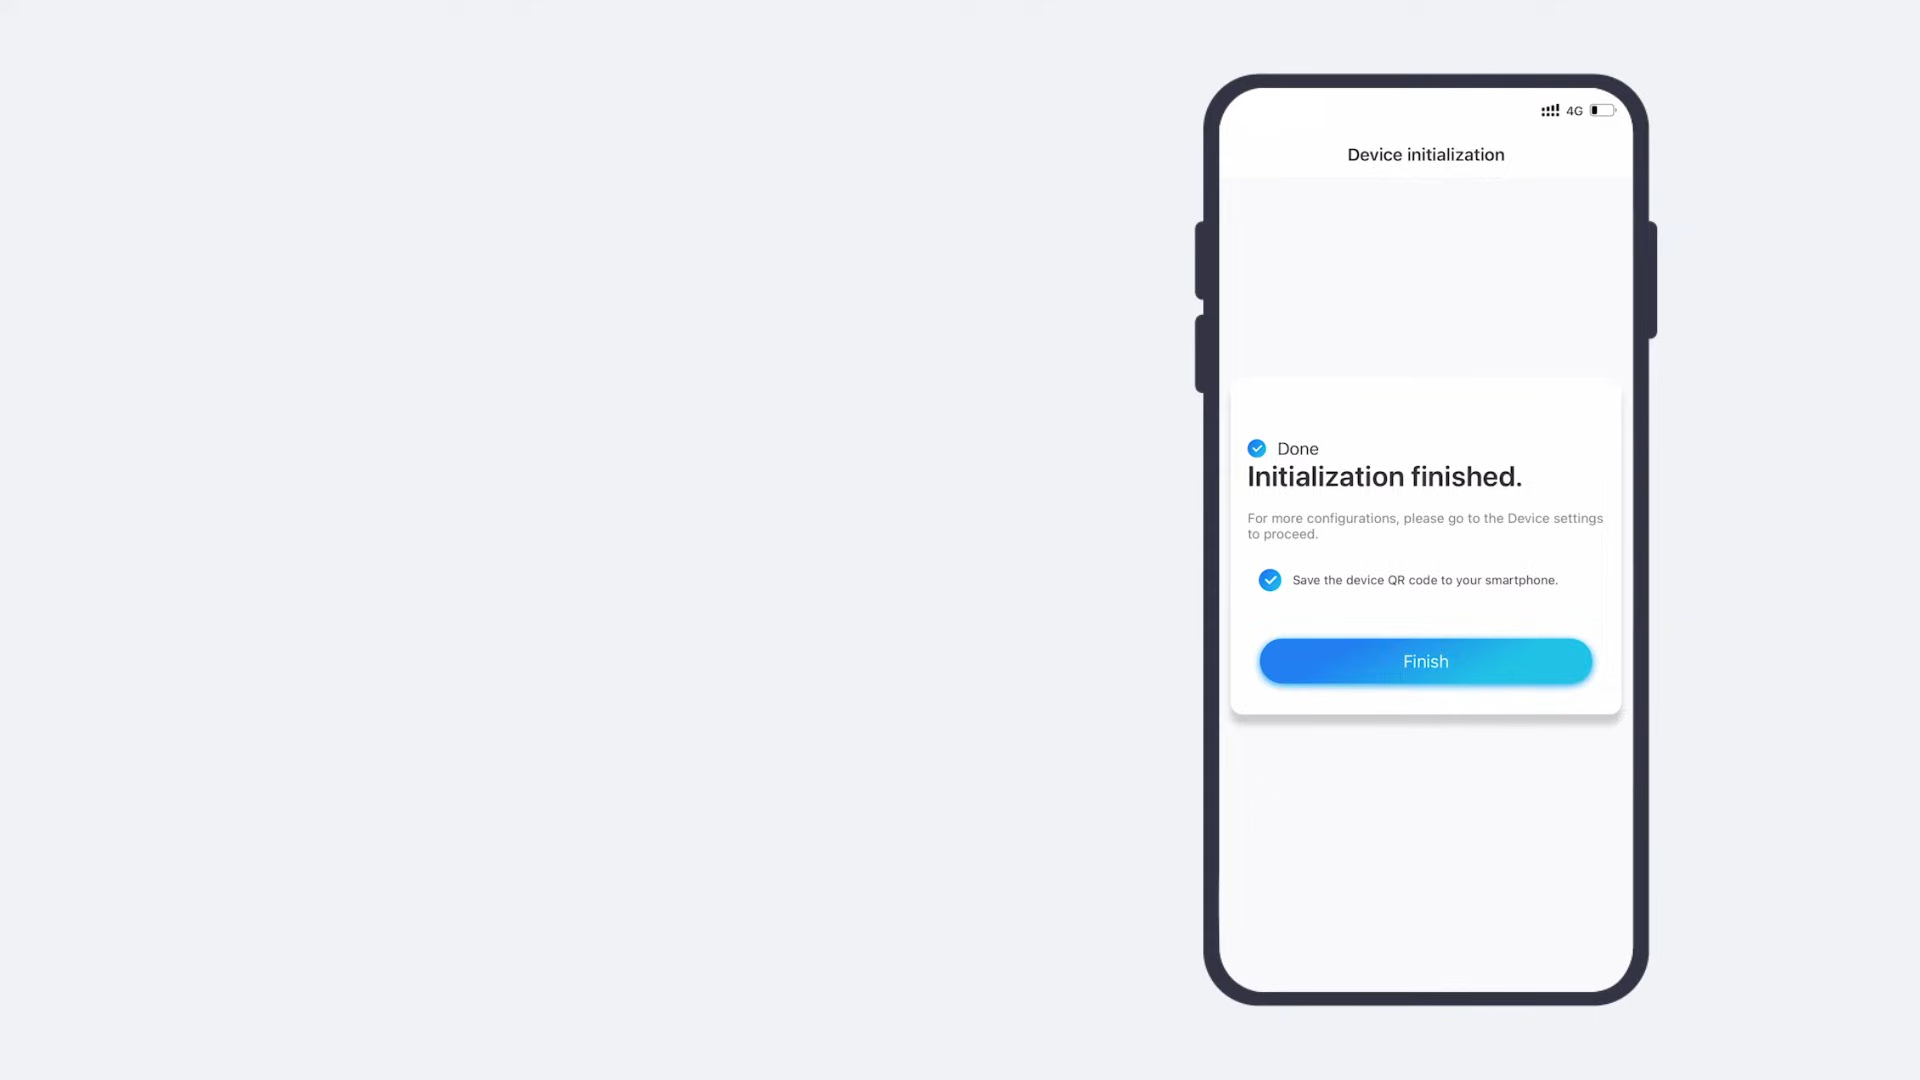 4G
Device initialization
Done
Initialization finished.
For more configurations, please go to the Device settings
to proceed.
Save the device QR code to your smartphone.
Finish